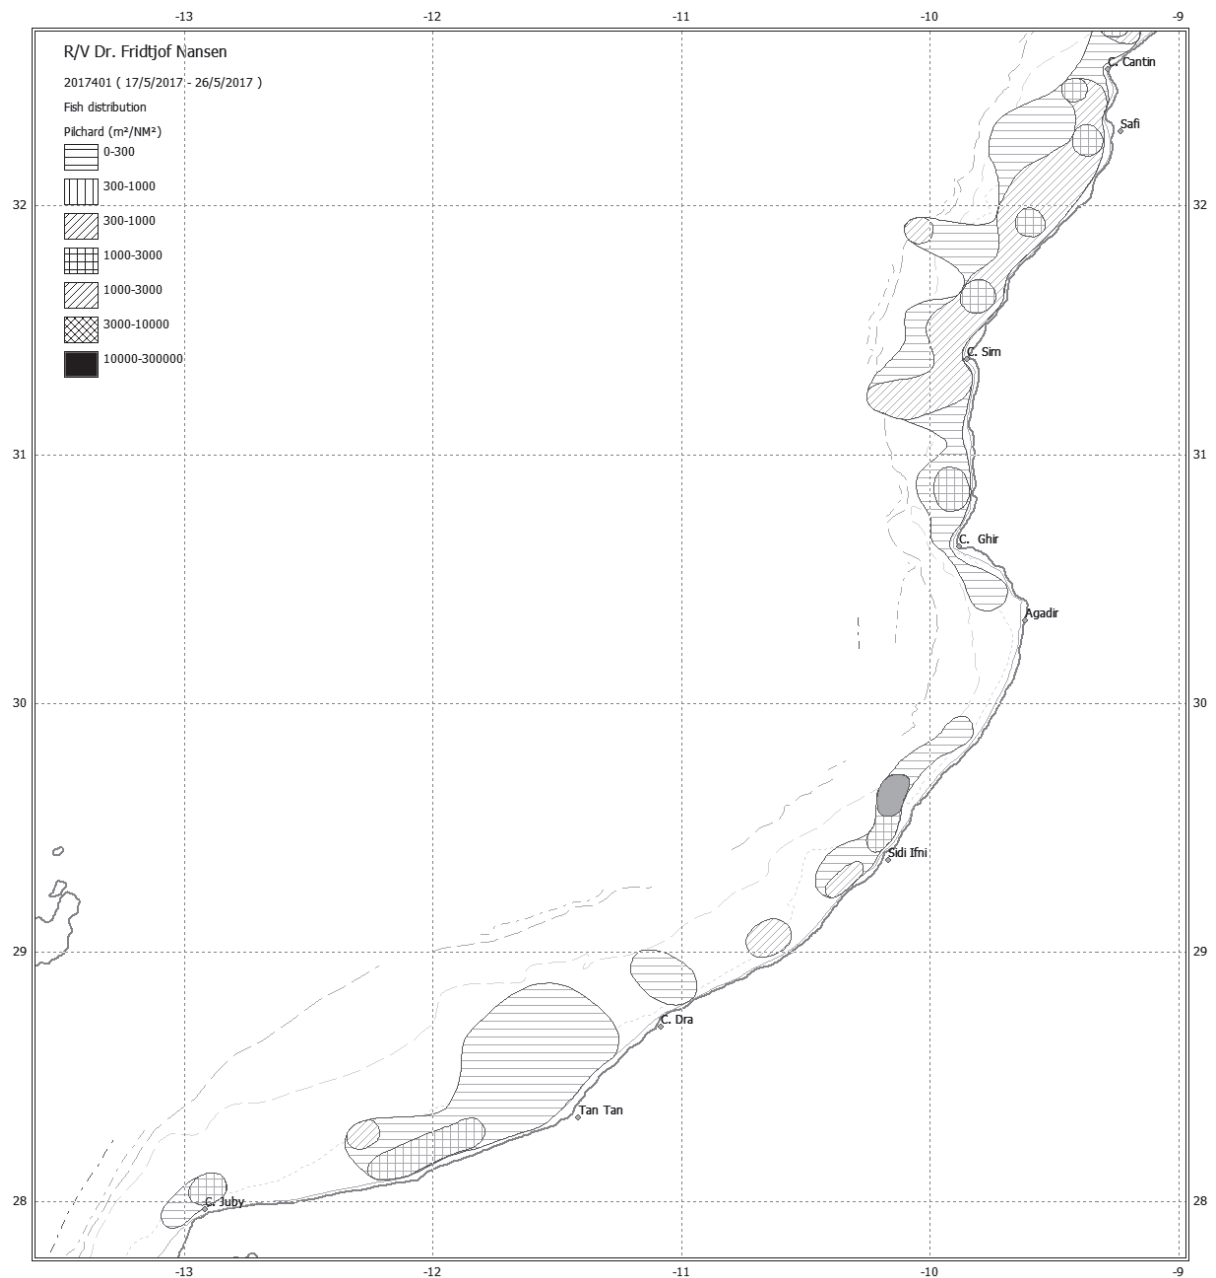 -13 -12 -11 -10 -9
R/V Dr. Fridtjof Nansen
2017401 ( 17/5/2017 - 26/5/2017 )
Fish distribution
Pilchard (m²/NM²)
0-300
300-1000
300-1000
1000-3000
1000-3000
3000-10000
10000-300000
C. Cantin
Safi
32 32
C. Sim
31 31
C. Ghir
Agadir
30 30
Sidi Ifni
29 29
C. Dra
Tan Tan
28 28
C. Juby
-13 -12 -11 -10 -9